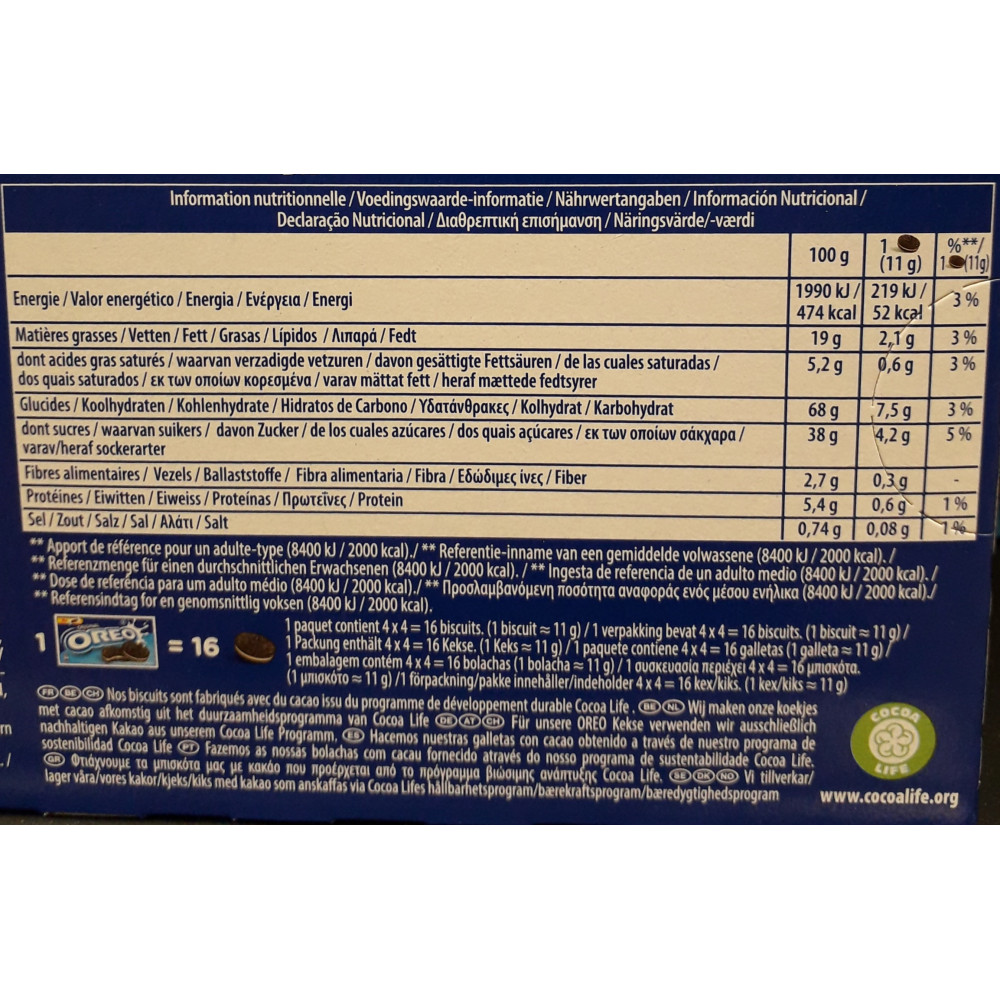 Information nutritionnelle / Voedingswaarde-informatie / Nährwertangaben / Información Nutricional /
Declaração Nutricional / Διαθρεπτική επισήμανση / Näringsvärde/-værdi
100 g 1 (11 g) %**/ 1 (11g)
Energie / Valor energético / Energia / Ενέργεια / Energi 1990 kJ / 474 kcal 219 kJ / 52 kcal 3 %
Matières grasses / Vetten / Fett / Grasas / Lípidos / Λιπαρά / Fedt 19 g 2,1 g 3 %
dont acides gras saturés / waarvan verzadigde vetzuren / davon gesättigte Fettsäuren / de las cuales saturadas /
dos quais saturados / εκ των οποίων κορεσμένα / varav mättat fett / heraf mættede fedtsyrer 5,2 g 0,6 g 3 %
Glucides / Koolhydraten / Kohlenhydrate / Hidratos de Carbono / Υδατάνθρακες / Kolhydrat / Karbohydrat 68 g 7,5 g 3 %
dont sucres / waarvan suikers / davon Zucker / de los cuales azúcares / dos quais açúcares / εκ των οποίων σάκχαρα /
varav/heraf sockerarter 38 g 4,2 g 5 %
Fibres alimentaires / Vezels / Ballaststoffe / Fibra alimentaria / Fibra / Εδώδιμες ίνες / Fiber 2,7 g 0,3 g -
Protéines / Eiwitten / Eiweiss / Proteínas / Πρωτεΐνες / Protein 5,4 g 0,6 g 1 %
Sel / Zout / Salz / Sal / Αλάτι / Salt 0,74 g 0,08 g 1 %
** Apport de référence pour un adulte-type (8400 kJ / 2000 kcal)./ ** Referentie-inname van een gemiddelde volwassene (8400 kJ / 2000 kcal). /
** Referenzmenge für einen durchschnittlichen Erwachsenen (8400 kJ / 2000 kcal). / ** Ingesta de referencia de un adulto medio (8400 kJ / 2000 kcal). /
** Dose de referência para um adulto médio (8400 kJ / 2000 kcal)./ ** Προσλαμβανόμενη ποσότητα αναφοράς ενός μέσου ενήλικα (8400 kJ / 2000 kcal)./
** Referensindtag for en genomsnittlig voksen (8400 kJ / 2000 kcal).
1 OREO = 16
1 paquet contient 4 x 4 = 16 biscuits. (1 biscuit ≈ 11 g) / 1 verpakking bevat 4 x 4 = 16 biscuits. (1 biscuit ≈ 11 g) /
1 Packung enthält 4 x 4 = 16 Kekse. (1 Keks ≈ 11 g) / 1 paquete contiene 4 x 4 = 16 galletas (1 galleta ≈ 11 g) /
1 embalagem contém 4 x 4 = 16 bolachas (1 bolacha ≈ 11 g) / 1 συσκευασία περιέχει 4 x 4 = 16 μπισκότα.
(1 μπισκότο ≈ 11 g) /1 förpackning/pakke innehåller/indeholder 4 x 4 = 16 kex/kiks. (1 kex/kiks ≈ 11 g)
FR BE CH Nos biscuits sont fabriqués avec du cacao issu du programme de développement durable Cocoa Life . BE NL Wij maken onze koekjes
met cacao afkomstig uit het duurzaamheidsprogramma van Cocoa Life DE AT CH Für unsere OREO Kekse verwenden wir ausschließlich
nachhaltigen Kakao aus unserem Cocoa Life Programm. ES Hacemos nuestras galletas con cacao obtenido a través de nuestro programa de
sostenibilidad Cocoa Life PT Fazemos as nossas bolachas com cacau fornecido através do nosso programa de sustentabilidade Cocoa Life.
GR Φτιάχνουμε τα μπισκότα μας με κακάο που προέρχεται από το πρόγραμμα βιώσιμης ανάπτυξης Cocoa Life. SE DK NO Vi tillverkar/
lager våra/vores kakor/kjeks/kiks med kakao som anskaffas via Cocoa Lifes hållbarhetsprogram/bærekraftsprogram/bæredygtighedsprogram
COCOA
LIFE
www.cocoalife.org